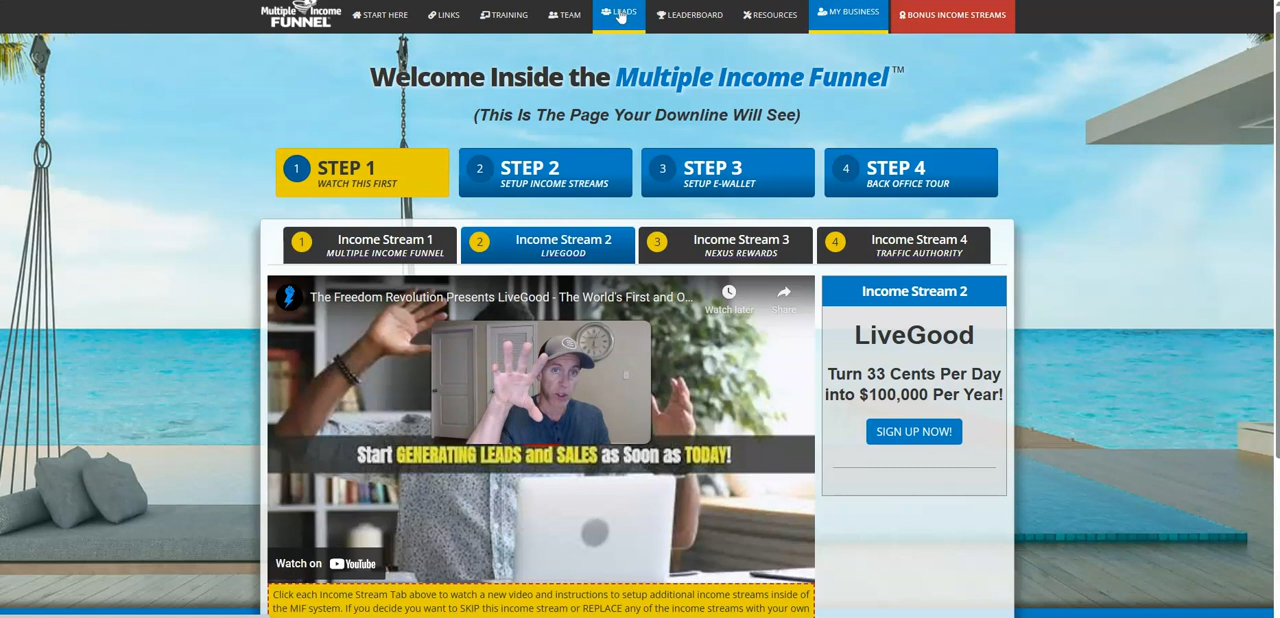 Multiple Income
FUNNEL
START HERE
LINKS
TRAINING
TEAM
LEADS
LEADERBOARD
RESOURCES
MY BUSINESS
BONUS INCOME STREAMS
Welcome Inside the Multiple Income Funnel ™
(This Is The Page Your Downline Will See)
1 STEP 1
WATCH THIS FIRST
2 STEP 2
SETUP INCOME STREAMS
3 STEP 3
SETUP E-WALLET
4 STEP 4
BACK OFFICE TOUR
1 Income Stream 1
MULTIPLE INCOME FUNNEL
2 Income Stream 2
LIVEGOOD
3 Income Stream 3
NEXUS REWARDS
4 Income Stream 4
TRAFFIC AUTHORITY
The Freedom Revolution Presents LiveGood - The World's First and O...
Watch later
Share
Start GENERATING LEADS and SALES as Soon as TODAY!
Watch on YouTube
Income Stream 2
LiveGood
Turn 33 Cents Per Day
into $100,000 Per Year!
SIGN UP NOW!
Click each Income Stream Tab above to watch a new video and instructions to setup additional income streams inside of
the MIF system. If you decide you want to SKIP this income stream or REPLACE any of the income streams with your own